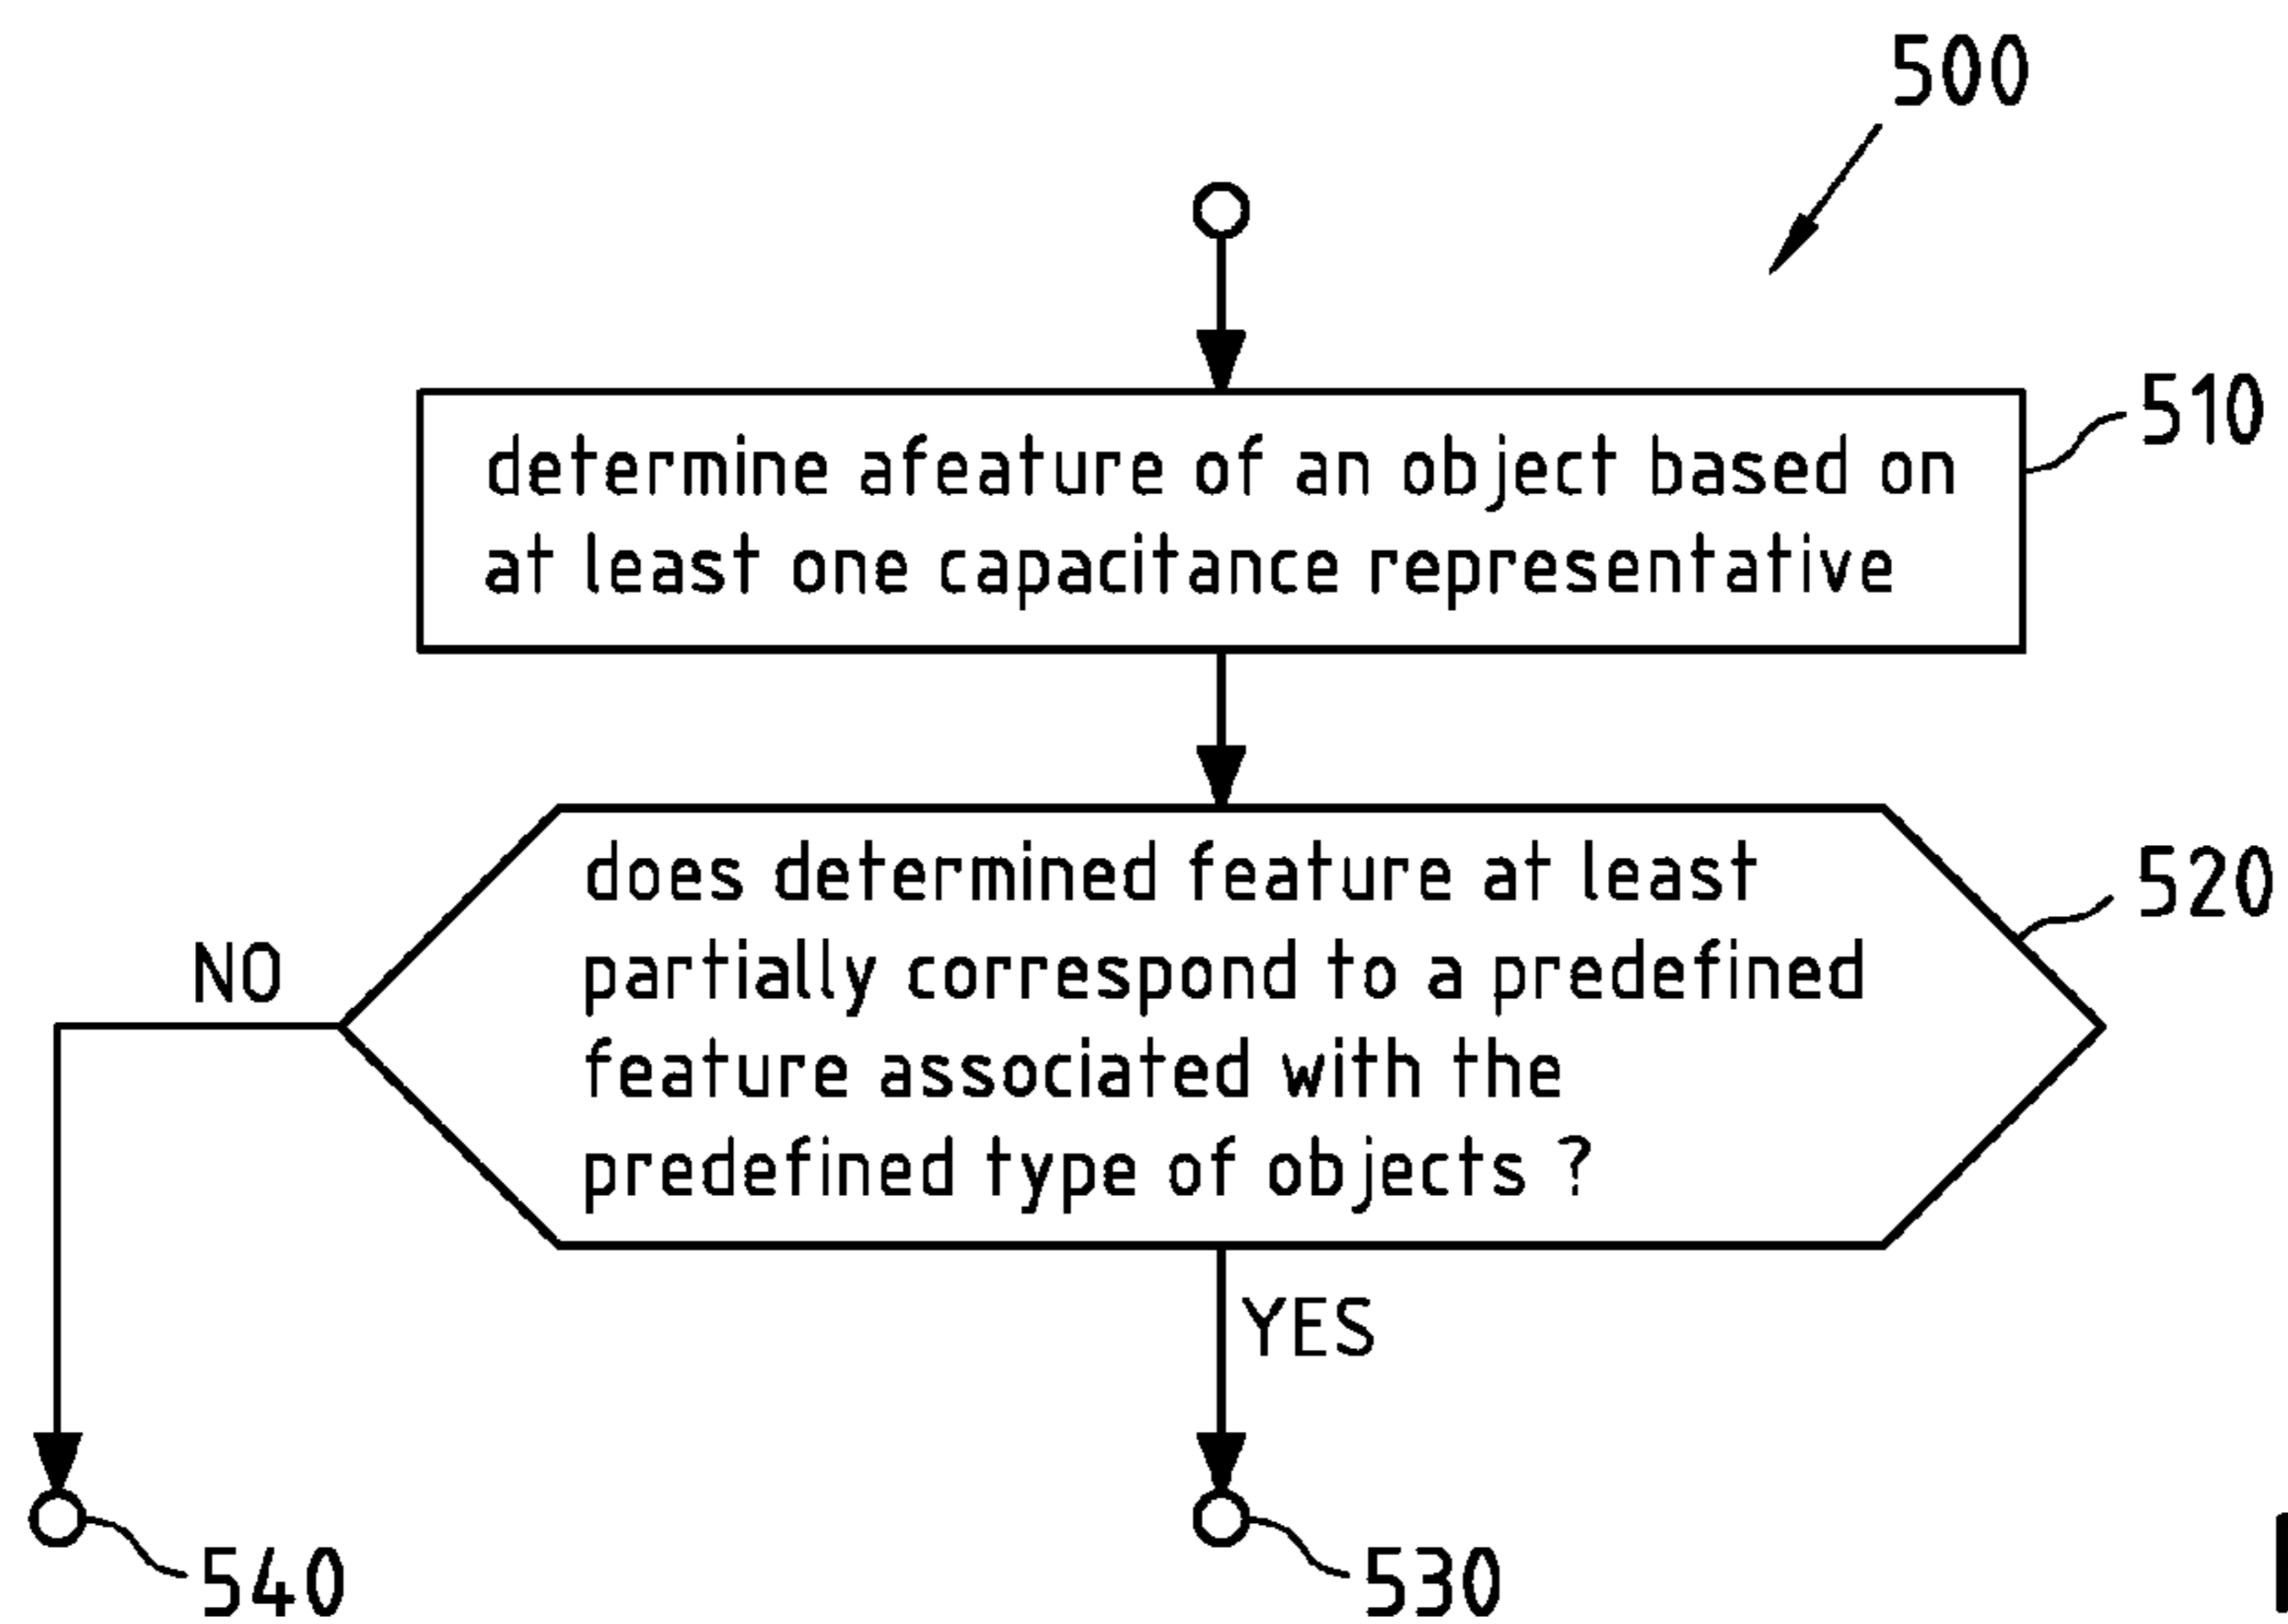 500
510
determine afeature of an object based on
at least one capacitance representative
520
does determined feature at least
partially correspond to a predefined
feature associated with the
predefined type of objects ?
NO
YES
540
530